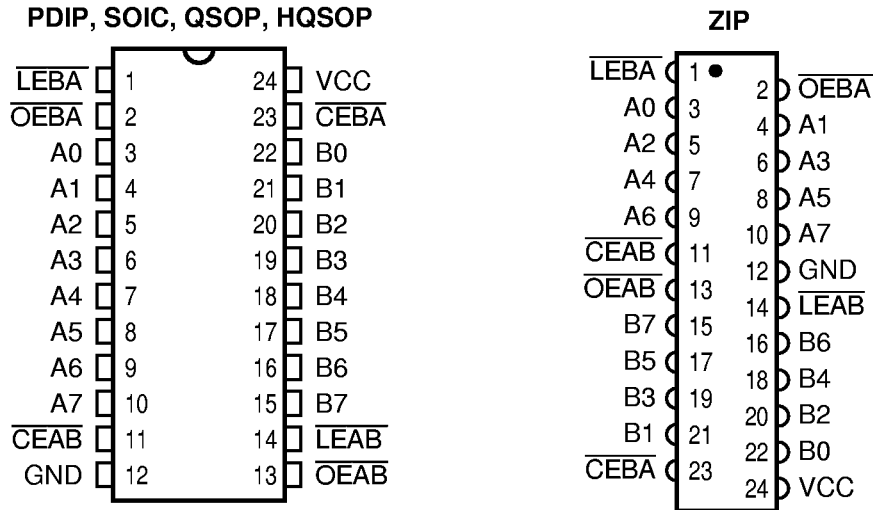 PDIP, SOIC, QSOP, HQSOP
LEBA 1 24 VCC
OEBA 2 23 CEBA
A0 3 22 B0
A1 4 21 B1
A2 5 20 B2
A3 6 19 B3
A4 7 18 B4
A5 8 17 B5
A6 9 16 B6
A7 10 15 B7
CEAB 11 14 LEAB
GND 12 13 OEAB
ZIP
LEBA 1
2 OEBA
A0 3
4 A1
A2 5
6 A3
A4 7
8 A5
A6 9
10 A7
CEAB 11
12 GND
OEAB 13
14 LEAB
B7 15
16 B6
B5 17
18 B4
B3 19
20 B2
B1 21
22 B0
CEBA 23
24 VCC